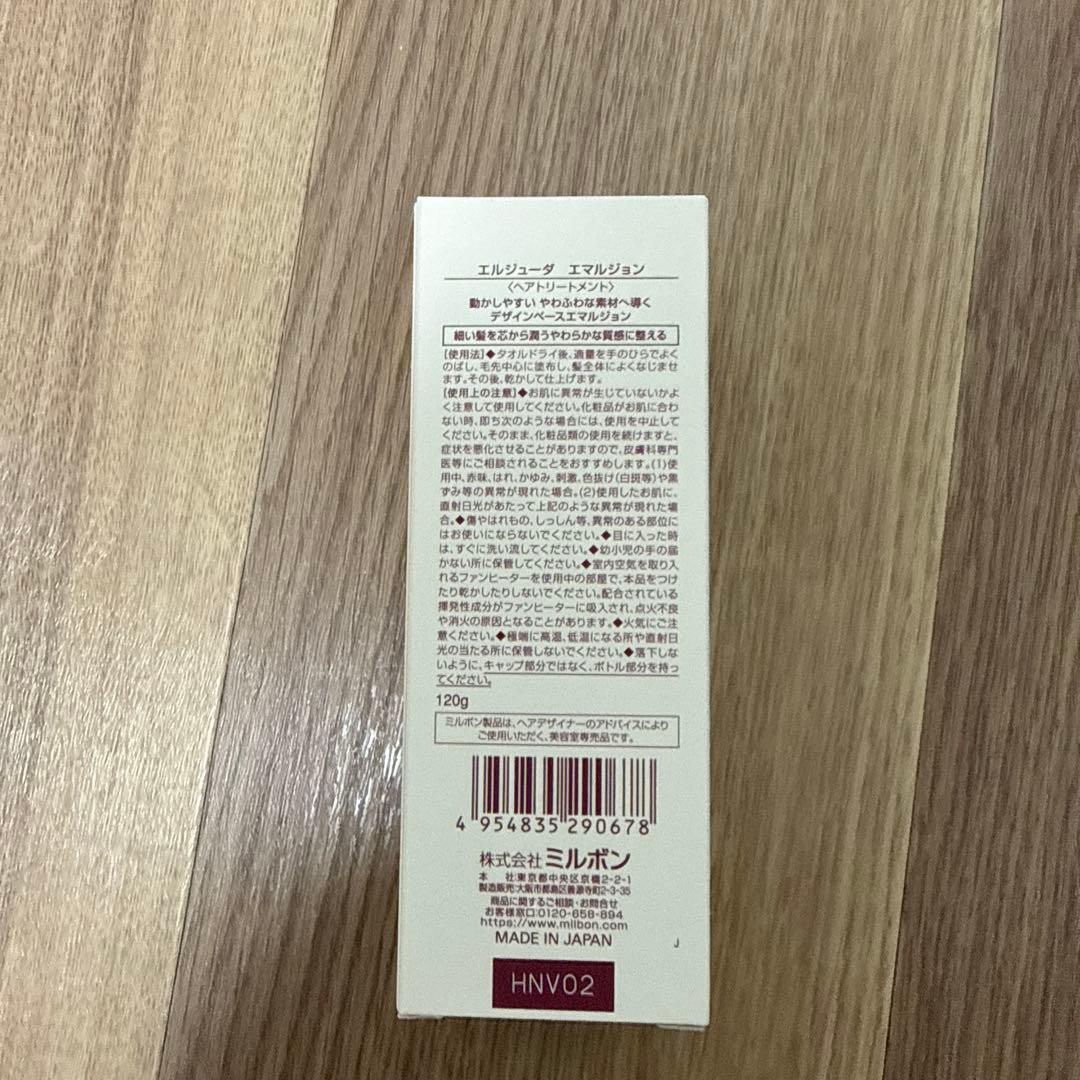 エルジューダ　エマルジョン
〈ヘアトリートメント〉
動かしやすい やわふわな素材へ導く
デザインベースエマルジョン
細い髪を芯から潤うやわらかな質感に整える
[使用法]◆タオルドライ後、適量を手のひらでよく
のばし、毛先中心に塗布し、髪全体によくなじませ
ます。その後、乾かして仕上げます。
[使用上の注意]◆お肌に異常が生じていないかよ
く注意して使用してください。化粧品がお肌に合わ
ない時、即ち次のような場合には、使用を中止して
ください。そのまま、化粧品類の使用を続けますと、
症状を悪化させることがありますので、皮膚科専門
医等にご相談されることをおすすめします。(1)使
用中、赤味、はれ、かゆみ、刺激、色抜け(白斑等)や黒
ずみ等の異常が現れた場合。(2)使用したお肌に、
直射日光があたって上記のような異常が現れた場
合。◆傷やはれもの、しっしん等、異常のある部位に
はお使いにならないでください。◆目に入った時
は、すぐに洗い流してください。◆幼小児の手の届
かない所に保管してください。◆室内空気を取り入
れるファンヒーターを使用中の部屋で、本品をつけ
たり乾かしたりしないでください。配合されている
揮発性成分がファンヒーターに吸入され、点火不良
や消火の原因となることがあります。◆火気にご注
意ください。◆極端に高温、低温になる所や直射日
光の当たる所に保管しないでください。◆落下しな
いように、キャップ部分ではなく、ボトル部分を持っ
てください。
120g
ミルボン製品は、ヘアデザイナーのアドバイスにより
ご使用いただく、美容室専売品です。
4 954835 290678
株式会社 ミルボン
本　社:東京都中央区京橋2-2-1
製造販売:大阪市都島区善源寺町2-3-35
商品に関するご相談・お問合せ
お客様窓口:0120-658-894
https://www.milbon.com
MADE IN JAPAN
J
HNV02